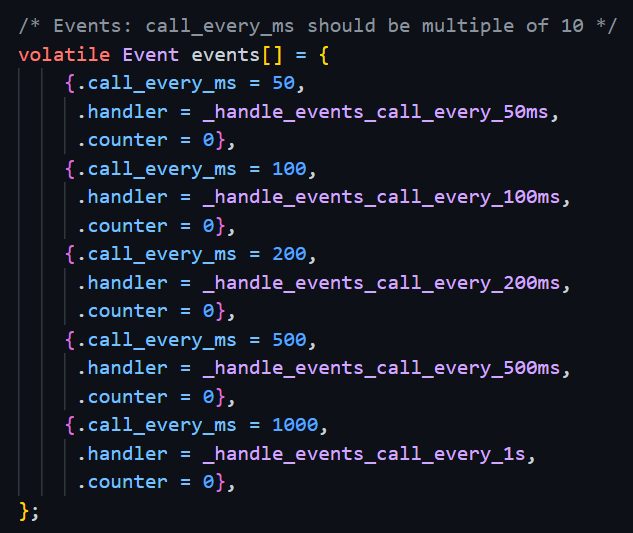 /* Events: call_every_ms should be multiple of 10 */
volatile Event events[] = {
    {.call_every_ms = 50,
     .handler = _handle_events_call_every_50ms,
     .counter = 0},
    {.call_every_ms = 100,
     .handler = _handle_events_call_every_100ms,
     .counter = 0},
    {.call_every_ms = 200,
     .handler = _handle_events_call_every_200ms,
     .counter = 0},
    {.call_every_ms = 500,
     .handler = _handle_events_call_every_500ms,
     .counter = 0},
    {.call_every_ms = 1000,
     .handler = _handle_events_call_every_1s,
     .counter = 0},
};